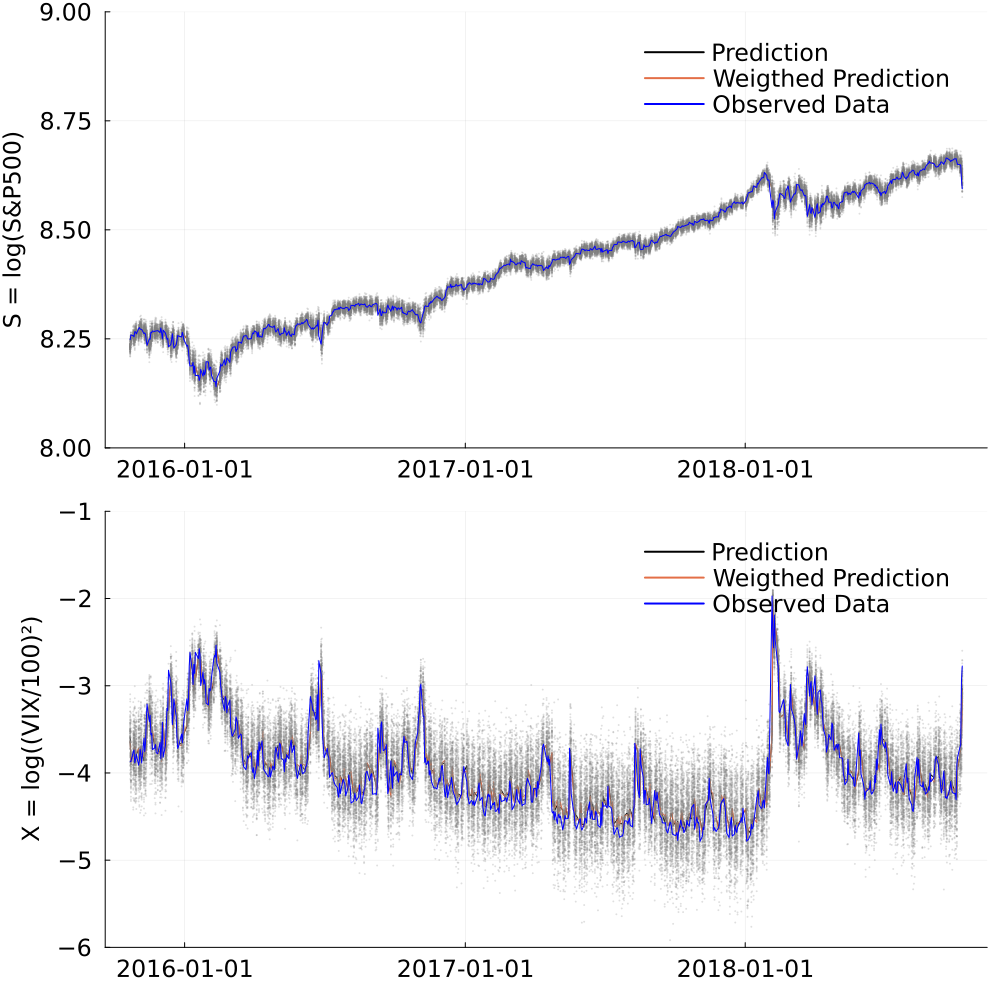 9.00
Prediction
Weigthed Prediction
Observed Data
8.75
8.50
8.25
8.00
S = log(S&P500)
2016-01-01 2017-01-01 2018-01-01
−1
Prediction
Weigthed Prediction
Observed Data
−2
−3
−4
−5
−6
X = log((VIX/100)²)
2016-01-01 2017-01-01 2018-01-01